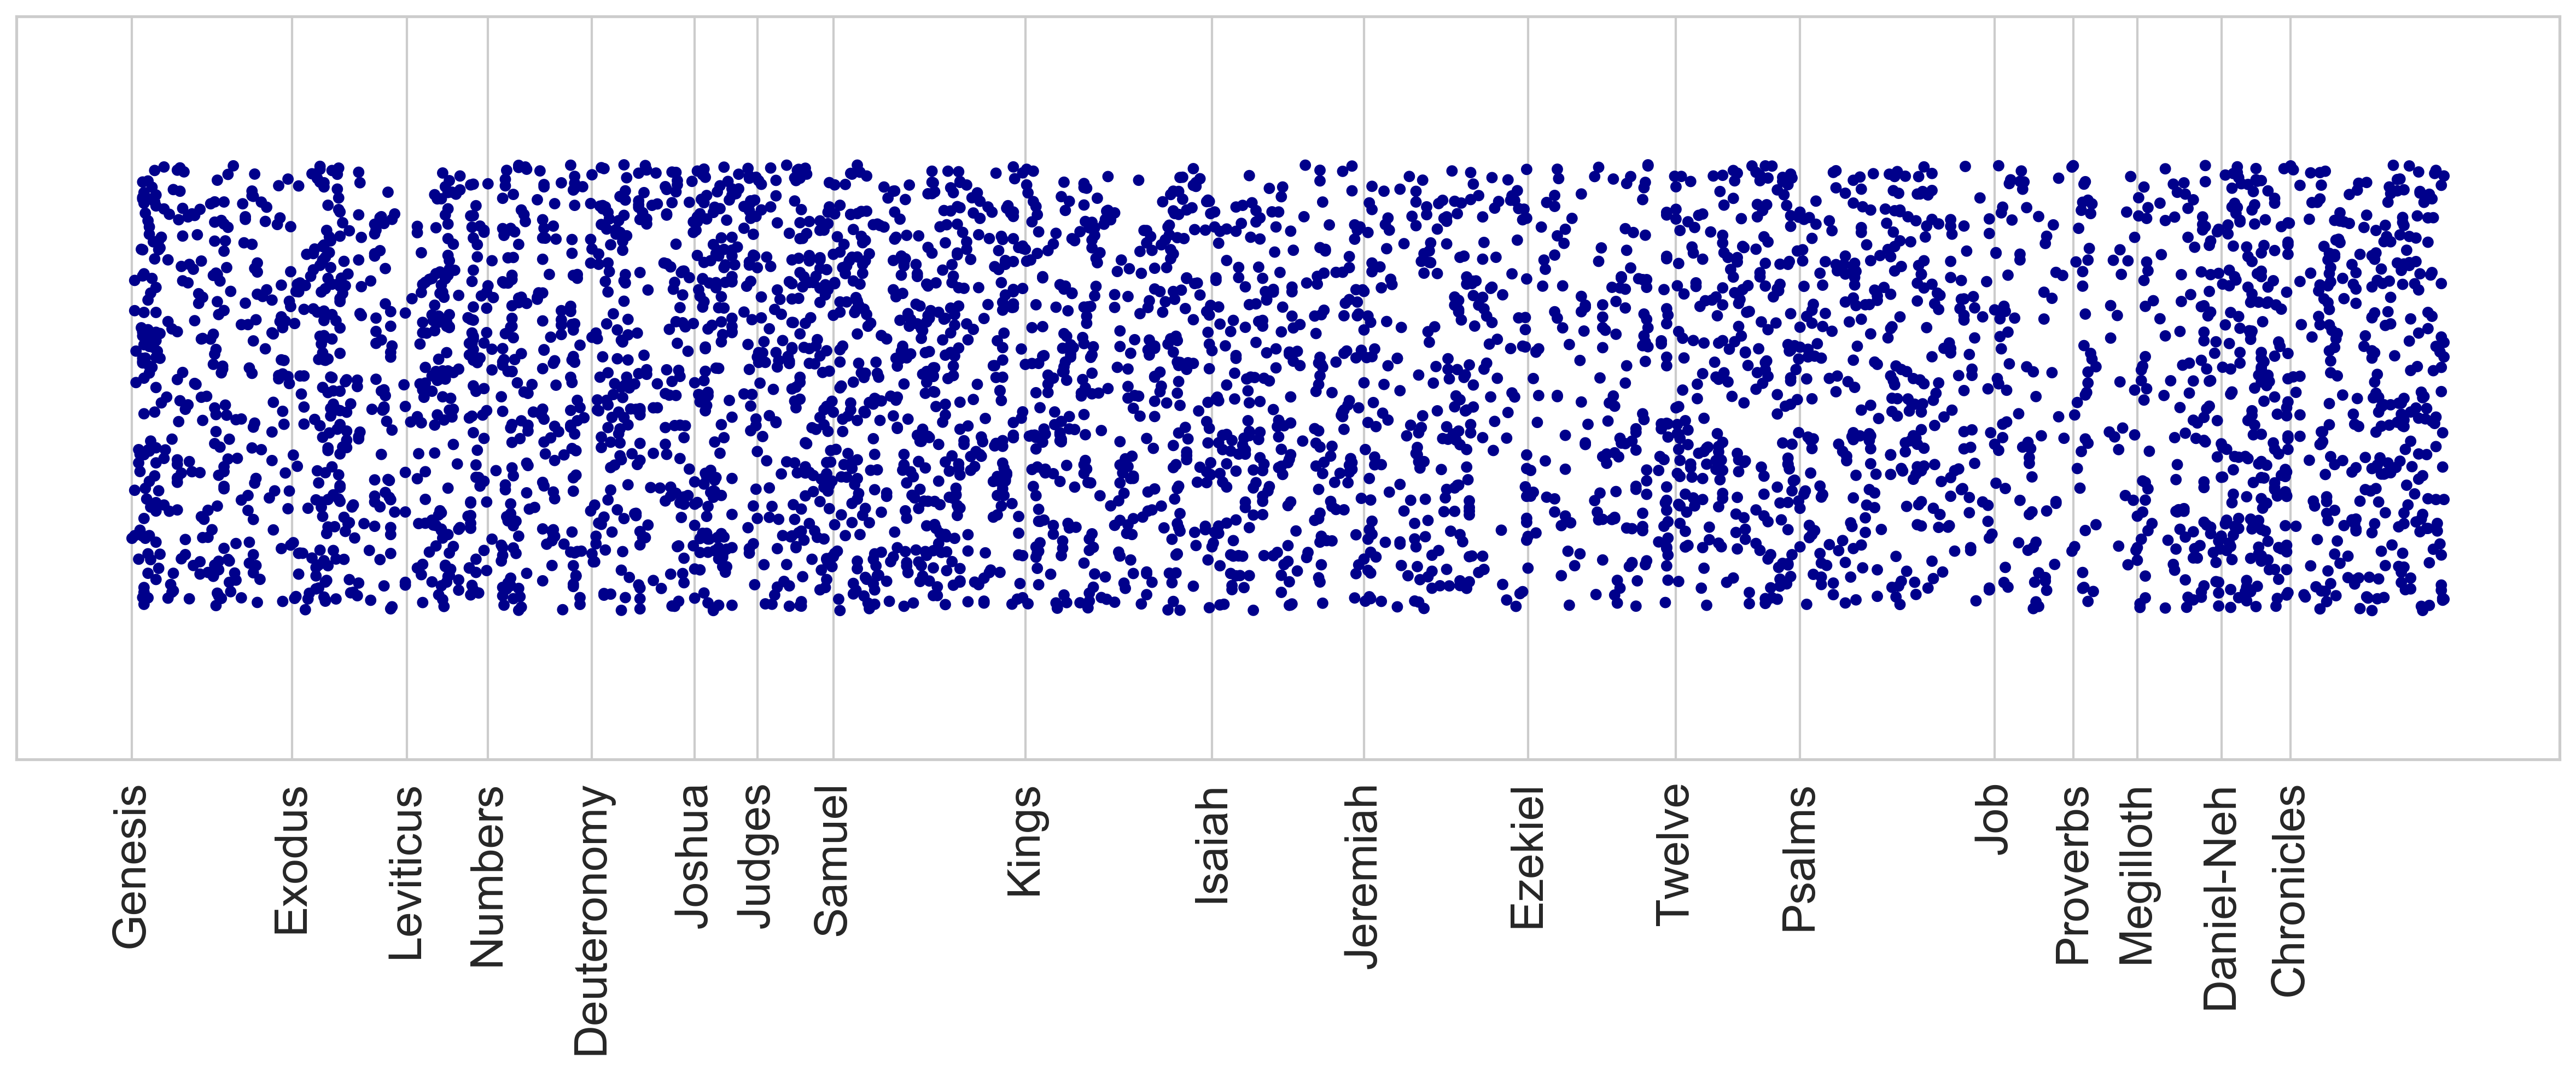 Genesis
Exodus
Leviticus
Numbers
Deuteronomy
Joshua
Judges
Samuel
Kings
Isaiah
Jeremiah
Ezekiel
Twelve
Psalms
Job
Proverbs
Megilloth
Daniel-Neh
Chronicles